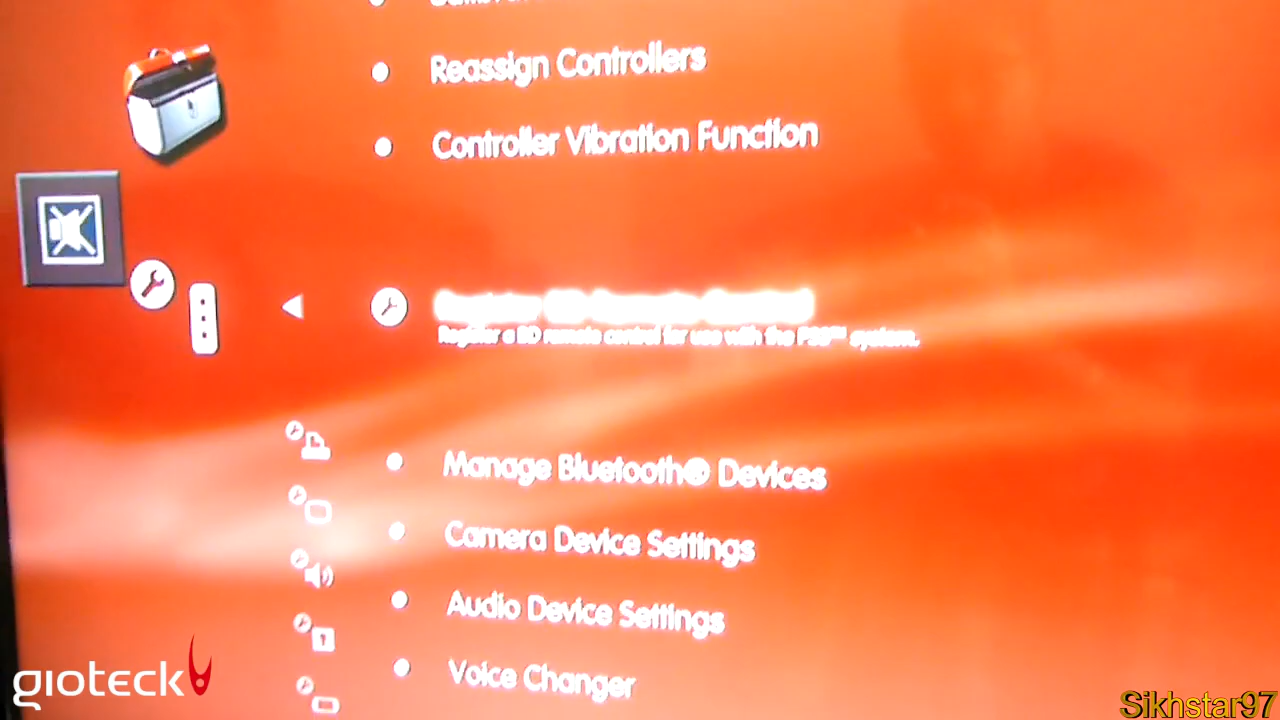 Reassign Controllers
Controller Vibration Function
Register BD Remote Control
Register a BD remote control for use with the PS3™ system.
Manage Bluetooth® Devices
Camera Device Settings
Audio Device Settings
Voice Changer
gioteck
Sikhstar97